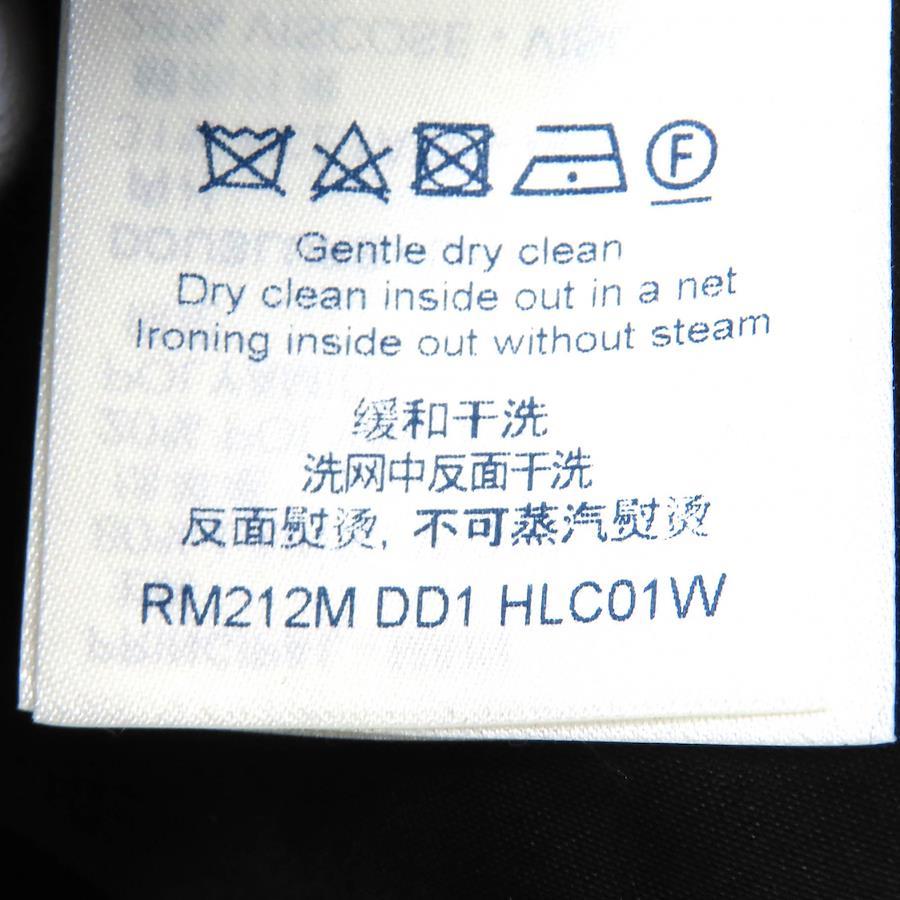 F
Gentle dry clean
Dry clean inside out in a net
Ironing inside out without steam
缓和干洗
洗网中反面干洗
反面熨烫, 不可蒸汽熨烫
RM212M DD1 HLC01W